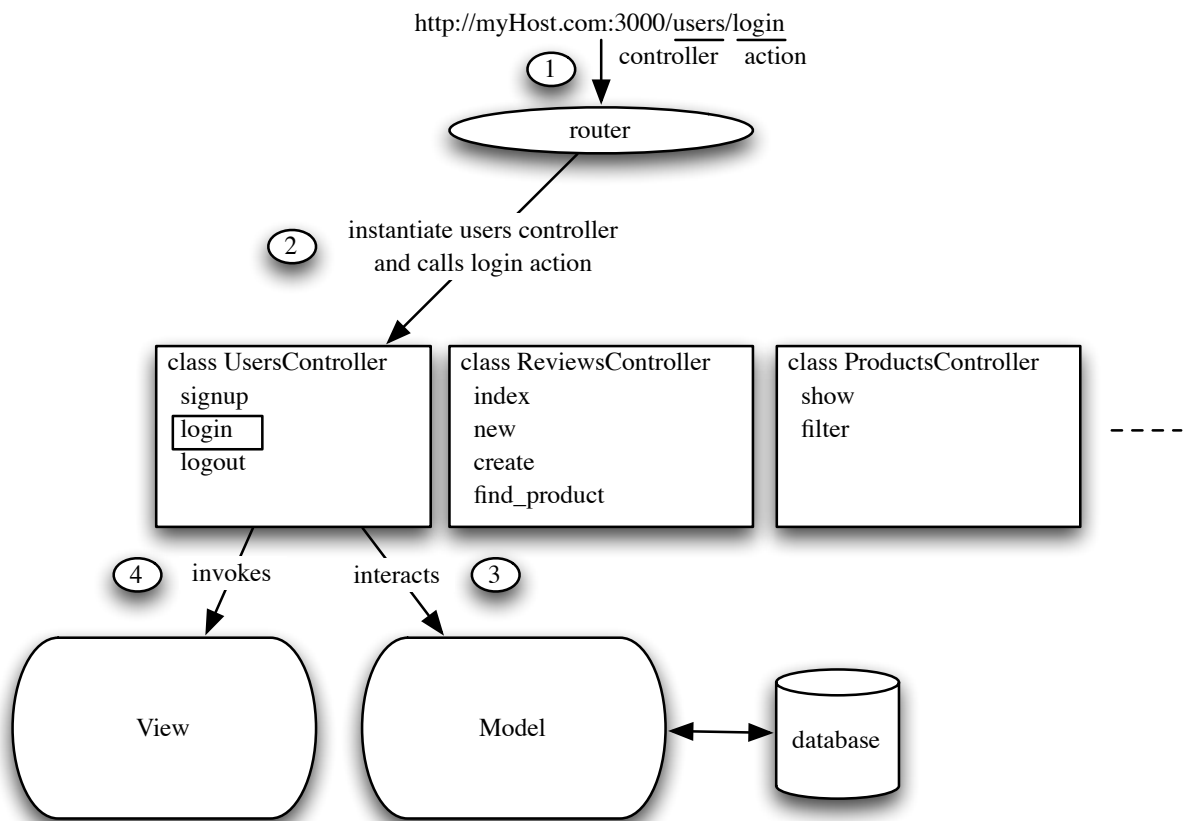 http://myHost.com:3000/users/login
controller action
1
router
2
instantiate users controller
and calls login action
class UsersController
signup
login
logout
class ReviewsController
index
new
create
find_product
class ProductsController
show
filter
4
invokes
interacts
3
View
Model
database